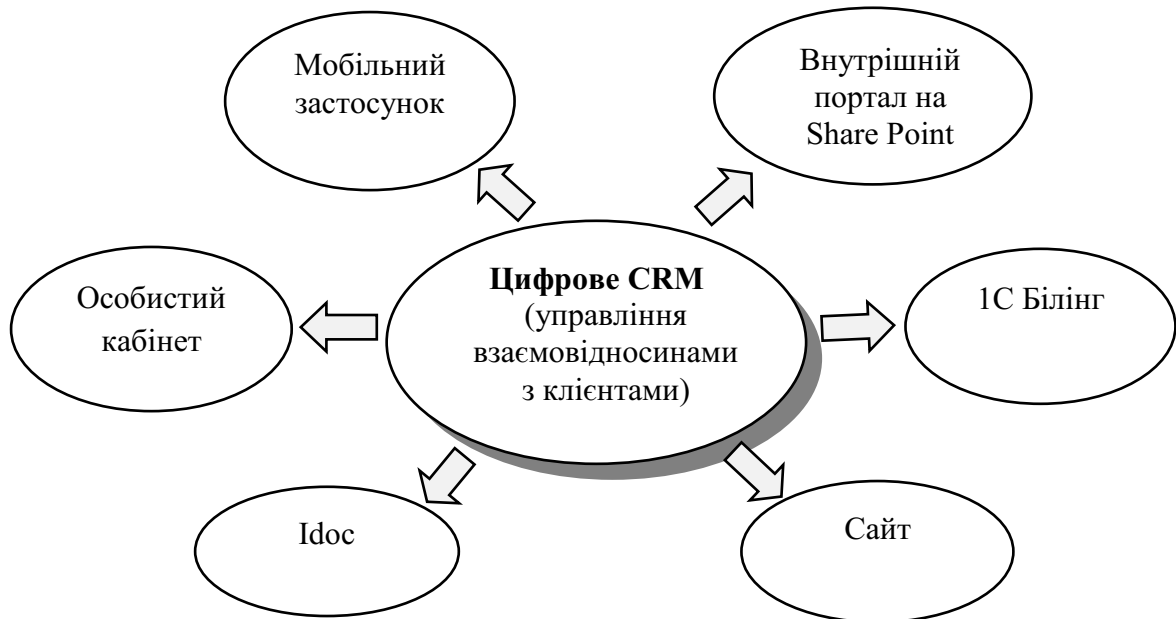 Мобільний
застосунок
Внутрішній
портал на
Share Point
Особистий
кабінет
Цифрове CRM
(управління
взаємовідносинами
з клієнтами)
1С Білінг
Idoc
Сайт